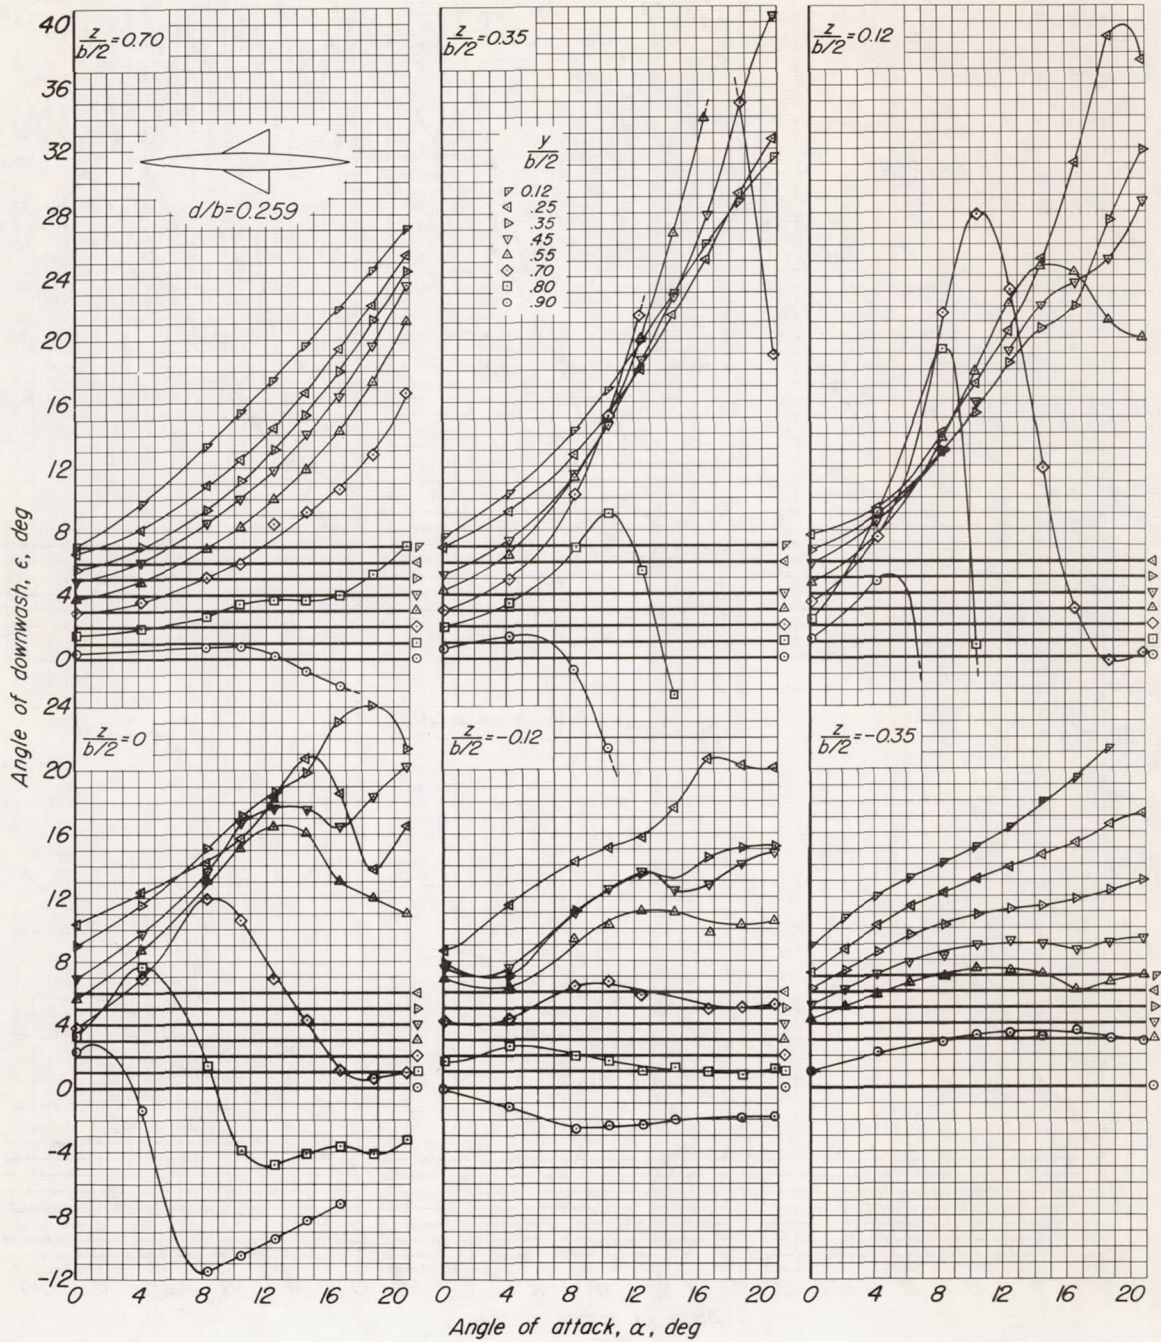 z/b/2 = 0.70
z/b/2 = 0.35
z/b/2 = 0.12
40
36
32
28
24
20
16
12
8
4
0
d/b=0.259
y/b/2
0.12
.25
.35
.45
.55
.70
.80
.90
Angle of downwash, ϵ, deg
z/b/2 = 0
z/b/2 = -0.12
z/b/2 = -0.35
24
20
16
12
8
4
0
-4
-8
-12
0 4 8 12 16 20 0 4 8 12 16 20 0 4 8 12 16 20
Angle of attack, α, deg